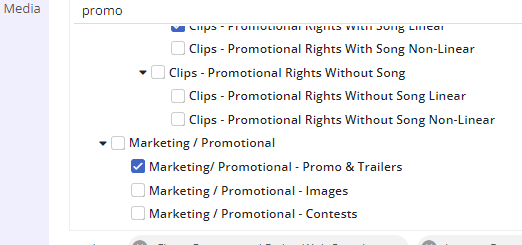 Media
promo
Clips - Promotional Rights With Song Linear
Clips - Promotional Rights With Song Non-Linear
Clips - Promotional Rights Without Song
Clips - Promotional Rights Without Song Linear
Clips - Promotional Rights Without Song Non-Linear
Marketing / Promotional
Marketing/ Promotional - Promo & Trailers
Marketing / Promotional - Images
Marketing / Promotional - Contests